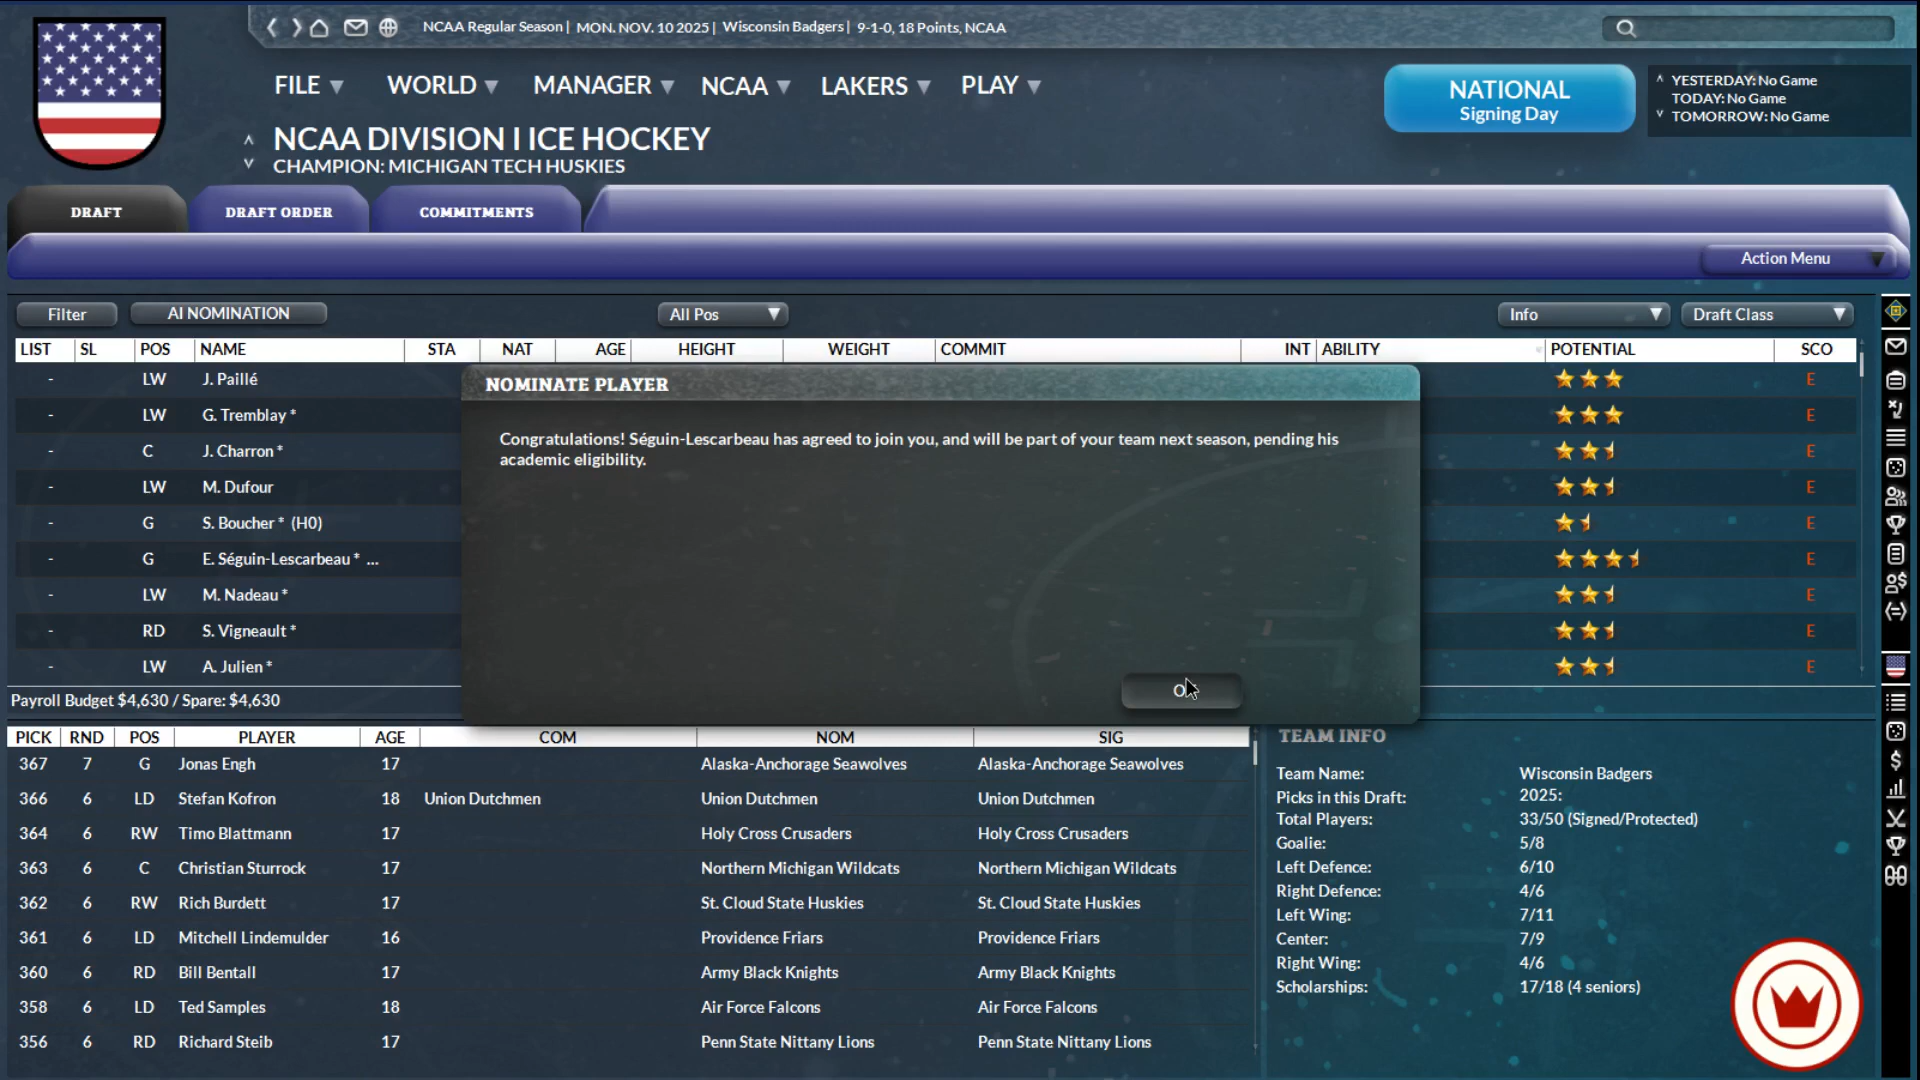 NCAA Regular Season | MON. NOV. 10 2025 | Wisconsin Badgers | 9-1-0, 18 Points, NCAA
FILE WORLD MANAGER NCAA LAKERS PLAY
NATIONAL
Signing Day
YESTERDAY: No Game
TODAY: No Game
TOMORROW: No Game
NCAA DIVISION I ICE HOCKEY
CHAMPION: MICHIGAN TECH HUSKIES
DRAFT DRAFT ORDER COMMITMENTS
Action Menu
Filter AI NOMINATION All Pos Info Draft Class
LIST SL POS NAME STA NAT AGE HEIGHT WEIGHT COMMIT INT ABILITY POTENTIAL SCO
- LW J. Paillé E
- LW G. Tremblay * E
- C J. Charron * E
- LW M. Dufour E
- G S. Boucher * (H0) E
- G E. Séguin-Lescarbeau * ... E
- LW M. Nadeau * E
- RD S. Vigneault * E
- LW A. Julien * E
NOMINATE PLAYER
Congratulations! Séguin-Lescarbeau has agreed to join you, and will be part of your team next season, pending his
academic eligibility.
Payroll Budget $4,630 / Spare: $4,630
PICK RND POS PLAYER AGE COM NOM SIG
367 7 G Jonas Engh 17 Alaska-Anchorage Seawolves Alaska-Anchorage Seawolves
366 6 LD Stefan Kofron 18 Union Dutchmen Union Dutchmen Union Dutchmen
364 6 RW Timo Blattmann 17 Holy Cross Crusaders Holy Cross Crusaders
363 6 C Christian Sturrock 17 Northern Michigan Wildcats Northern Michigan Wildcats
362 6 RW Rich Burdett 17 St. Cloud State Huskies St. Cloud State Huskies
361 6 LD Mitchell Lindemulder 16 Providence Friars Providence Friars
360 6 RD Bill Bentall 17 Army Black Knights Army Black Knights
358 6 LD Ted Samples 18 Air Force Falcons Air Force Falcons
356 6 RD Richard Steib 17 Penn State Nittany Lions Penn State Nittany Lions
TEAM INFO
Team Name: Wisconsin Badgers
Picks in this Draft: 2025:
Total Players: 33/50 (Signed/Protected)
Goalie: 5/8
Left Defence: 6/10
Right Defence: 4/6
Left Wing: 7/11
Center: 7/9
Right Wing: 4/6
Scholarships: 17/18 (4 seniors)